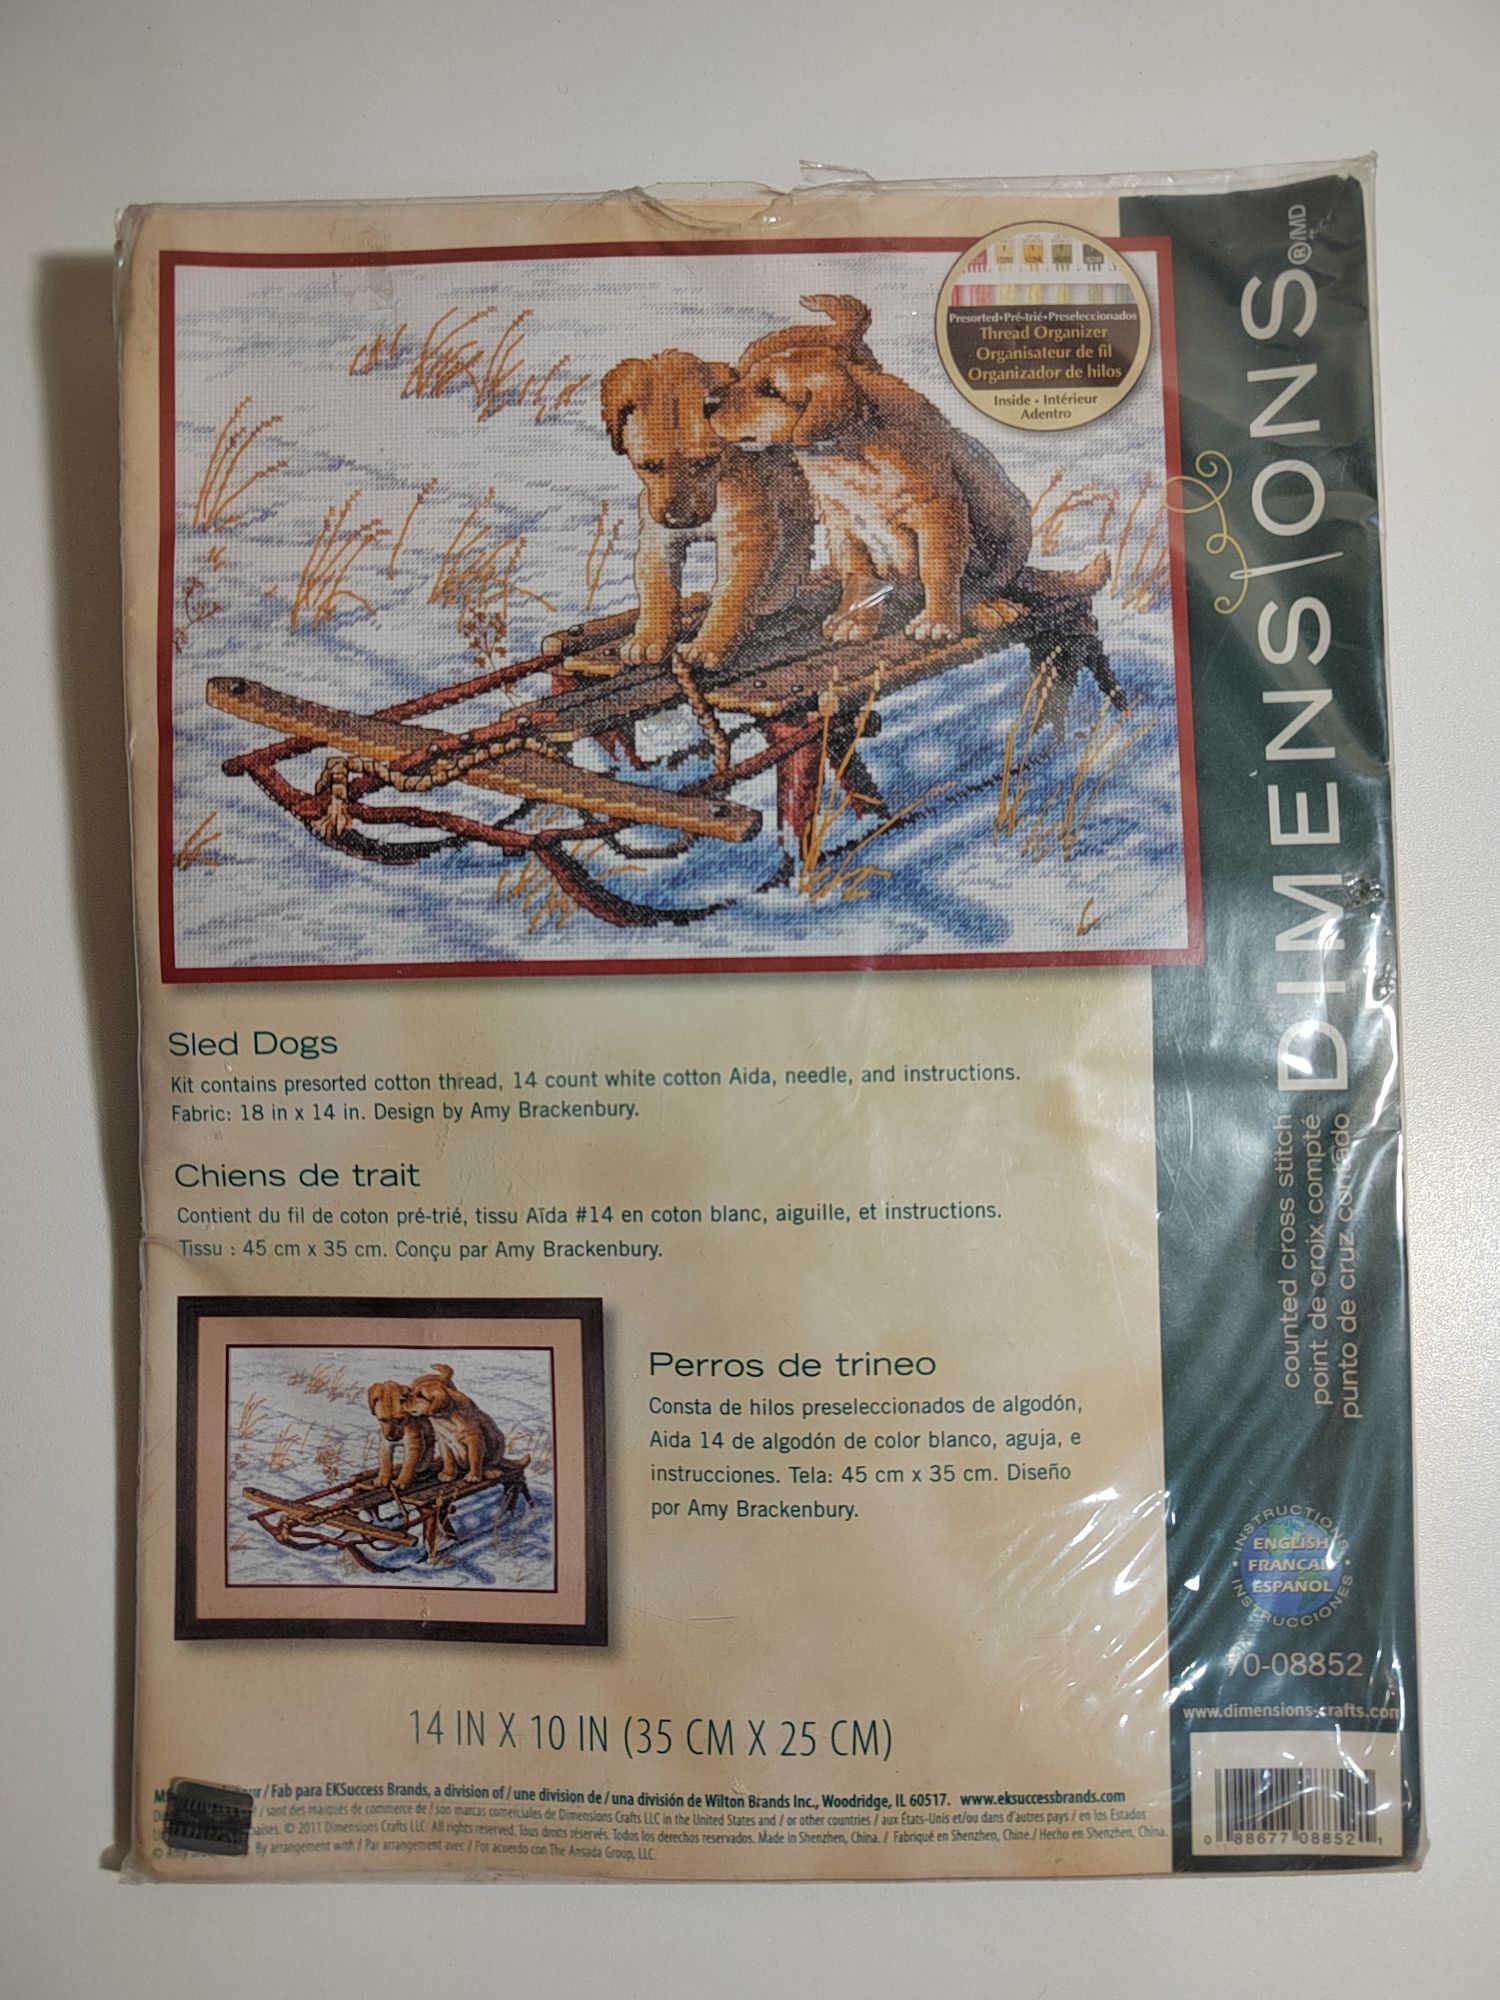 Presorted•Pré-trié•Preseleccionados
Thread Organizer
Organisateur de fil
Organizador de hilos
Inside • Intérieur
Adentro
DIMENSIONS®/MD
counted cross stitch
point de croix compté
punto de cruz contado
Sled Dogs
Kit contains presorted cotton thread, 14 count white cotton Aida, needle, and instructions.
Fabric: 18 in x 14 in. Design by Amy Brackenbury.
Chiens de trait
Contient du fil de coton pré-trié, tissu Aïda #14 en coton blanc, aiguille, et instructions.
Tissu : 45 cm x 35 cm. Conçu par Amy Brackenbury.
Perros de trineo
Consta de hilos preseleccionados de algodón,
Aida 14 de algodón de color blanco, aguja, e
instrucciones. Tela: 45 cm x 35 cm. Diseño
por Amy Brackenbury.
INSTRUCTIONS
ENGLISH
FRANÇAI
ESPAÑOL
INSTRUCCIONES
70-08852
www.dimensions-crafts.com
14 IN X 10 IN (35 CM X 25 CM)
/ Fab para EKSuccess Brands, a division of / une division de / una división de Wilton Brands Inc., Woodridge, IL 60517. www.eksuccessbrands.com
/ sont des marques de commerce de / son marcas comerciales de Dimensions Crafts LLC in the United States and / or other countries / aux États-Unis et/ou dans d'autres pays / en los Estados
© 2011 Dimensions Crafts LLC. All rights reserved. Tous droits réservés. Todos los derechos reservados. Made in Shenzhen, China. / Fabriqué en Shenzhen, Chine./ Hecho en Shenzhen, China.
© By arrangement with / Par arrangement avec / Por acuerdo con The Ansada Group, LLC.
0 88677 08852 1